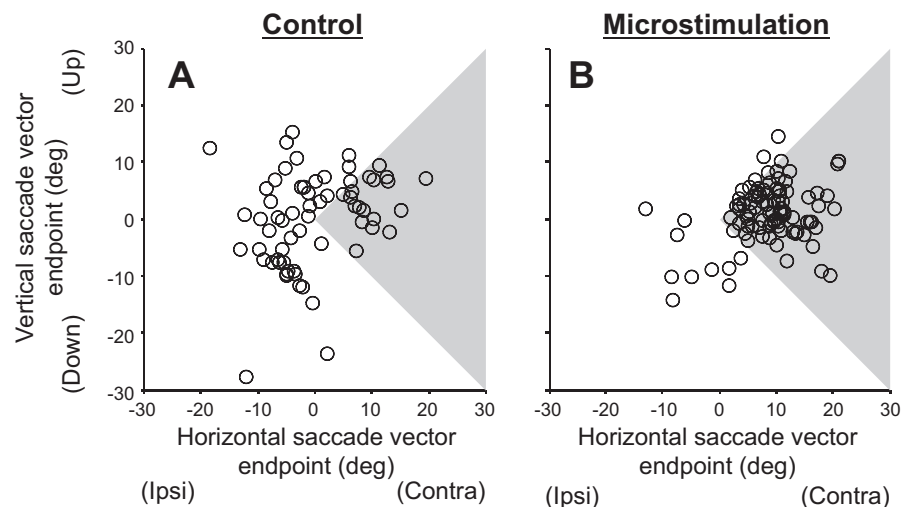 Control
Microstimulation
A
B
Vertical saccade vector
endpoint (deg)
(Up)
(Down)
30
20
10
0
-10
-20
-30
-30 -20 -10 0 10 20 30
-30 -20 -10 0 10 20 30
Horizontal saccade vector
endpoint (deg)
(Ipsi) (Contra)
Horizontal saccade vector
endpoint (deg)
(Ipsi) (Contra)